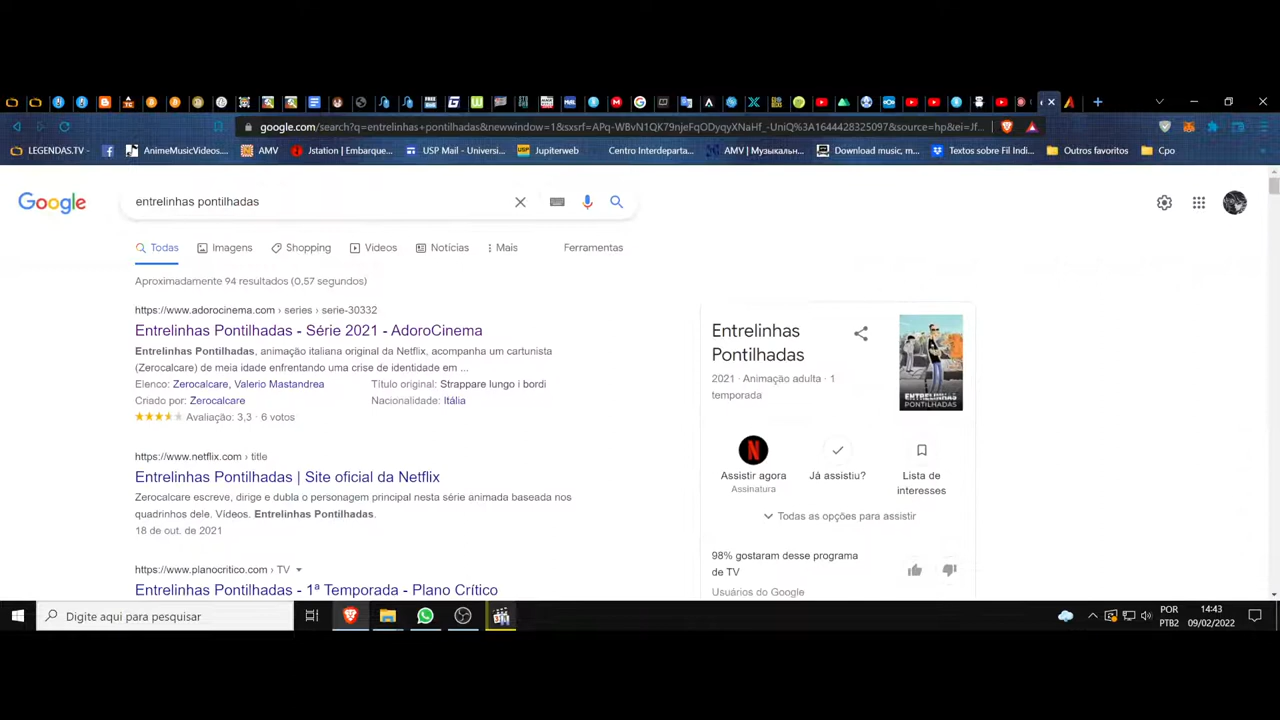 google.com/search?q=entrelinhas+pontilhadas&newwindow=1&sxsrf=APq-WBvN1QK79njeFqODyqyXNaHf_-UniQ%3A1644428325097&source=hp&ei=Jf...
LEGENDAS.TV - AnimeMusicVideos... AMV Jstation | Embarque... USP Mail - Universi... Jupiterweb Centro Interdeparta... AMV | Музыкальн... Download music, m... Textos sobre Fil Indi... Outros favoritos Cpo
Google
entrelinhas pontilhadas
Todas Imagens Shopping Vídeos Notícias Mais Ferramentas
Aproximadamente 94 resultados (0,57 segundos)
https://www.adorocinema.com › series › serie-30332
Entrelinhas Pontilhadas - Série 2021 - AdoroCinema
Entrelinhas Pontilhadas, animação italiana original da Netflix, acompanha um cartunista
(Zerocalcare) de meia idade enfrentando uma crise de identidade em ...
Elenco: Zerocalcare, Valerio Mastandrea Título original: Strappare lungo i bordi
Criado por: Zerocalcare Nacionalidade: Itália
Avaliação: 3,3 · 6 votos
https://www.netflix.com › title
Entrelinhas Pontilhadas | Site oficial da Netflix
Zerocalcare escreve, dirige e dubla o personagem principal nesta série animada baseada nos
quadrinhos dele. Vídeos. Entrelinhas Pontilhadas.
18 de out. de 2021
https://www.planocritico.com › TV
Entrelinhas Pontilhadas - 1ª Temporada - Plano Crítico
Entrelinhas
Pontilhadas
2021 · Animação adulta · 1
temporada
ENTRELINHAS
PONTILHADAS
Assistir agora
Assinatura
Já assistiu?
Lista de
interesses
Todas as opções para assistir
98% gostaram desse programa
de TV
Usuários do Google
Digite aqui para pesquisar
POR
PTB2
14:43
09/02/2022